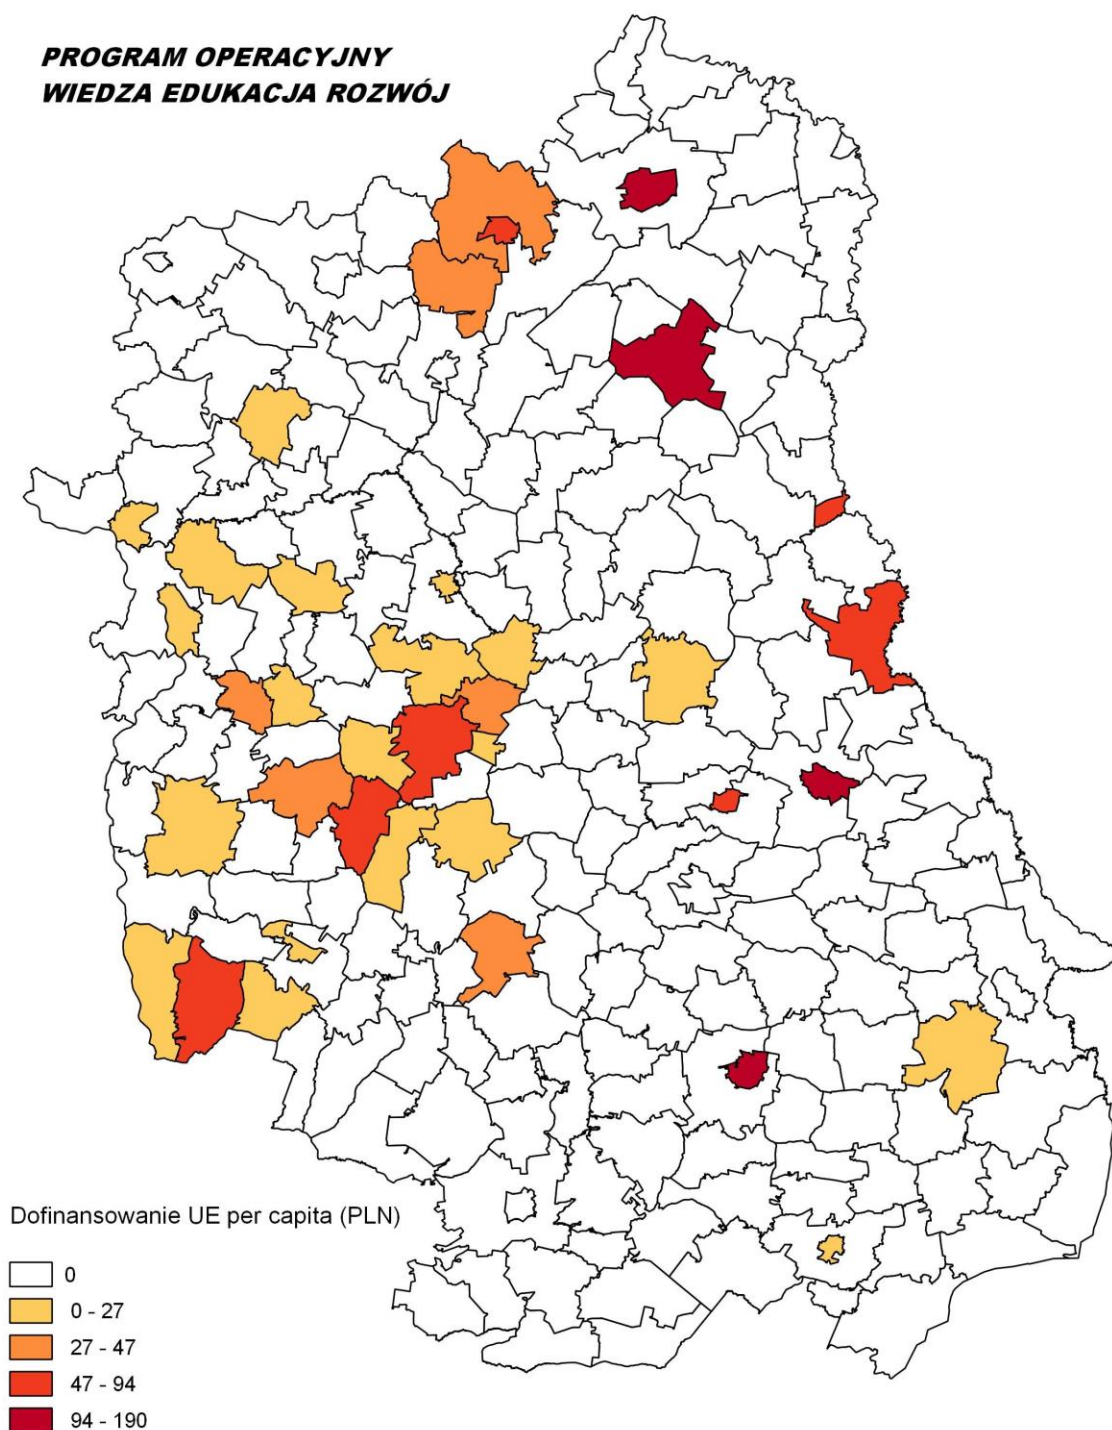 PROGRAM OPERACYJNY
WIEDZA EDUKACJA ROZWÓJ
Dofinansowanie UE per capita (PLN)
0
0 - 27
27 - 47
47 - 94
94 - 190